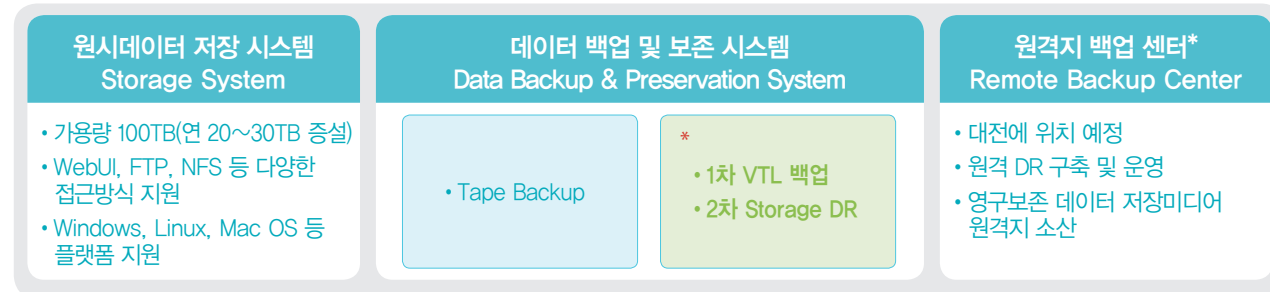 원시데이터 저장 시스템
Storage System
• 가용량 100TB(연 20~30TB 증설)
• WebUI, FTP, NFS 등 다양한
접근방식 지원
• Windows, Linux, Mac OS 등
플랫폼 지원
데이터 백업 및 보존 시스템
Data Backup & Preservation System
• Tape Backup
*
• 1차 VTL 백업
• 2차 Storage DR
원격지 백업 센터*
Remote Backup Center
• 대전에 위치 예정
• 원격 DR 구축 및 운영
• 영구보존 데이터 저장미디어
원격지 소산